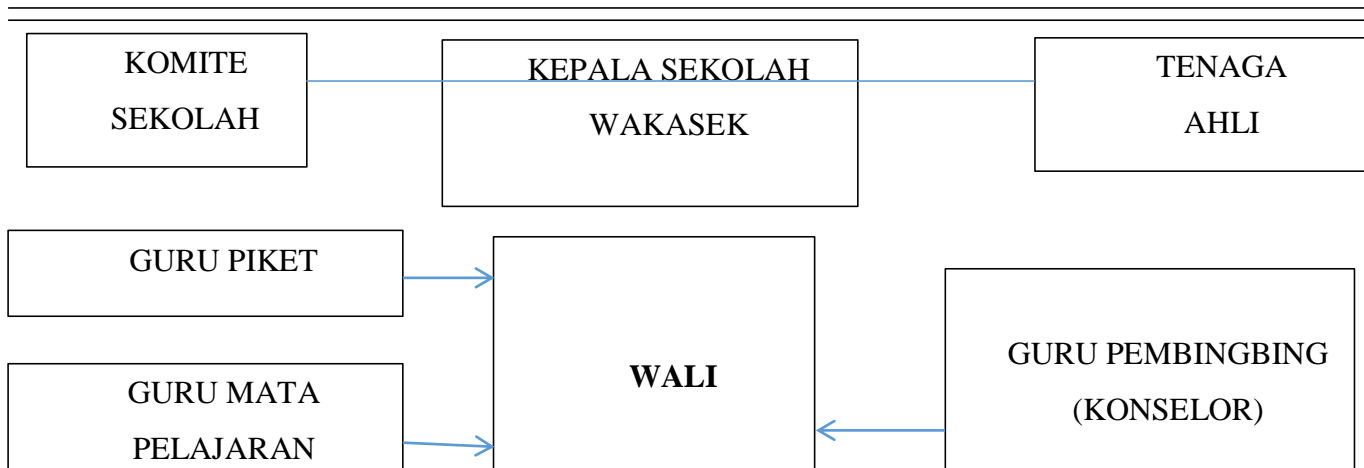 KOMITE
SEKOLAH
KEPALA SEKOLAH
WAKASEK
TENAGA
AHLI
GURU PIKET
GURU MATA
PELAJARAN
WALI
GURU PEMBINGBING
(KONSELOR)